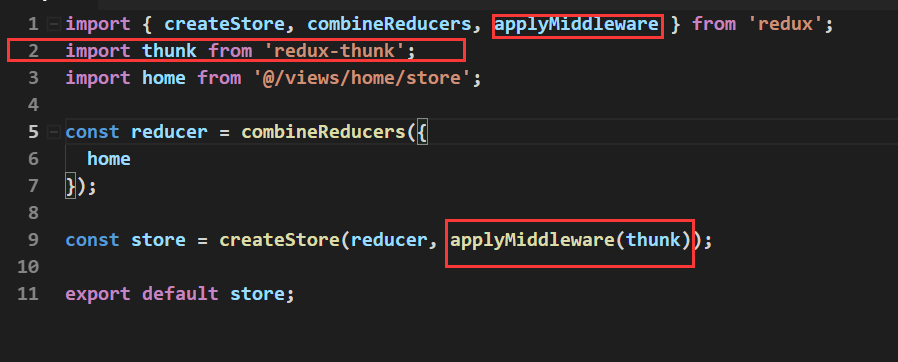 1 import { createStore, combineReducers, applyMiddleware } from 'redux';
2 import thunk from 'redux-thunk';
3 import home from '@/views/home/store';
4
5 const reducer = combineReducers({
6 home
7 });
8
9 const store = createStore(reducer, applyMiddleware(thunk));
10
11 export default store;